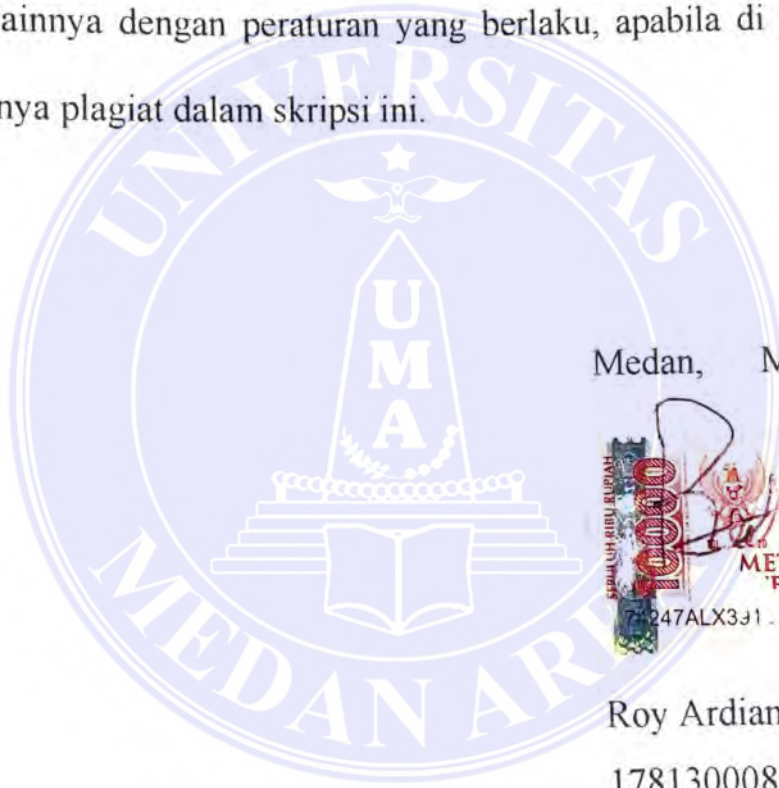 ainnya dengan peraturan yang berlaku, apabila di
nya plagiat dalam skripsi ini.
UNIVERSITAS
UMA
MEDAN AREA
Medan, M
SEPULUH RIBU RUPIAH
10000
247ALX391
Roy Ardian
178130008